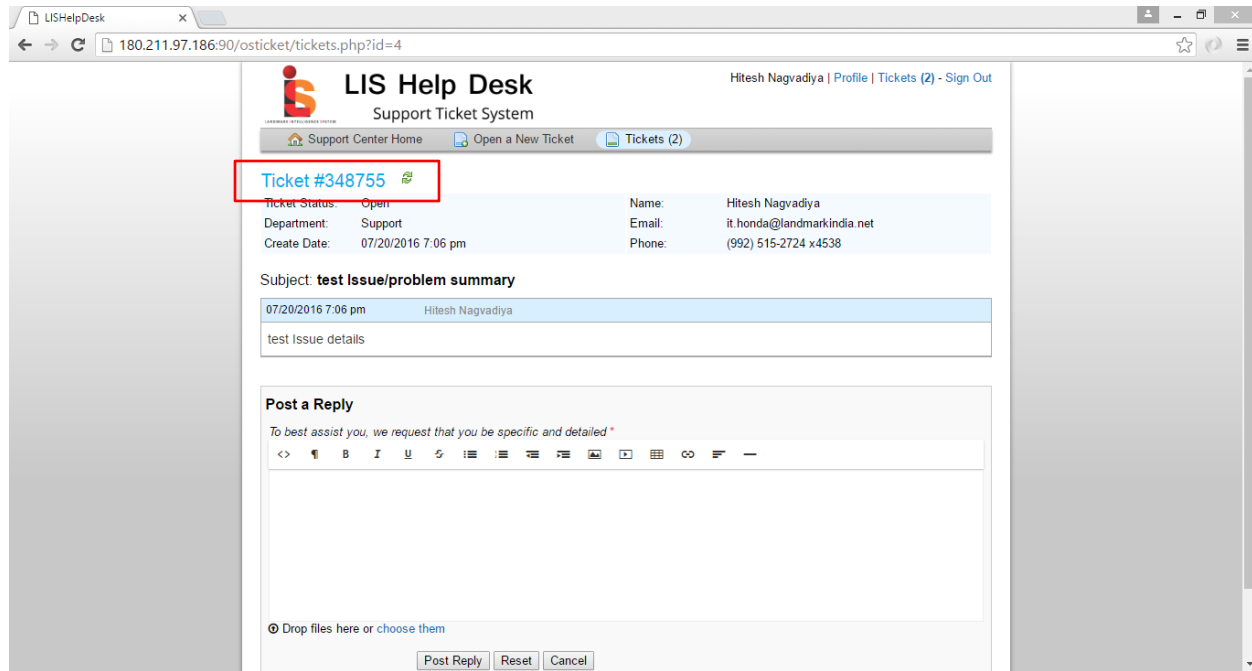 LISHelpDesk
180.211.97.186:90/osticket/tickets.php?id=4
LIS Help Desk
Support Ticket System
Hitesh Nagvadiya | Profile | Tickets (2) - Sign Out
LANDMARK INTELLIGENCE SYSTEM
Support Center Home Open a New Ticket Tickets (2)
Ticket #348755
Ticket Status: Open Name: Hitesh Nagvadiya
Department: Support Email: it.honda@landmarkindia.net
Create Date: 07/20/2016 7:06 pm Phone: (992) 515-2724 x4538
Subject: test Issue/problem summary
07/20/2016 7:06 pm Hitesh Nagvadiya
test Issue details
Post a Reply
To best assist you, we request that you be specific and detailed *
Drop files here or choose them
Post Reply Reset Cancel